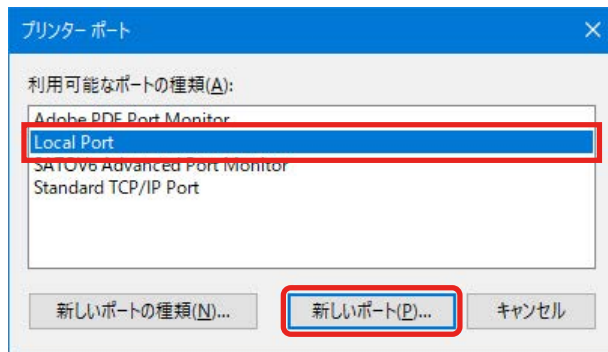 プリンター ポート
利用可能なポートの種類(A):
Adobe PDF Port Monitor
Local Port
SATOV6 Advanced Port Monitor
Standard TCP/IP Port
新しいポートの種類(N)... 新しいポート(P)... キャンセル